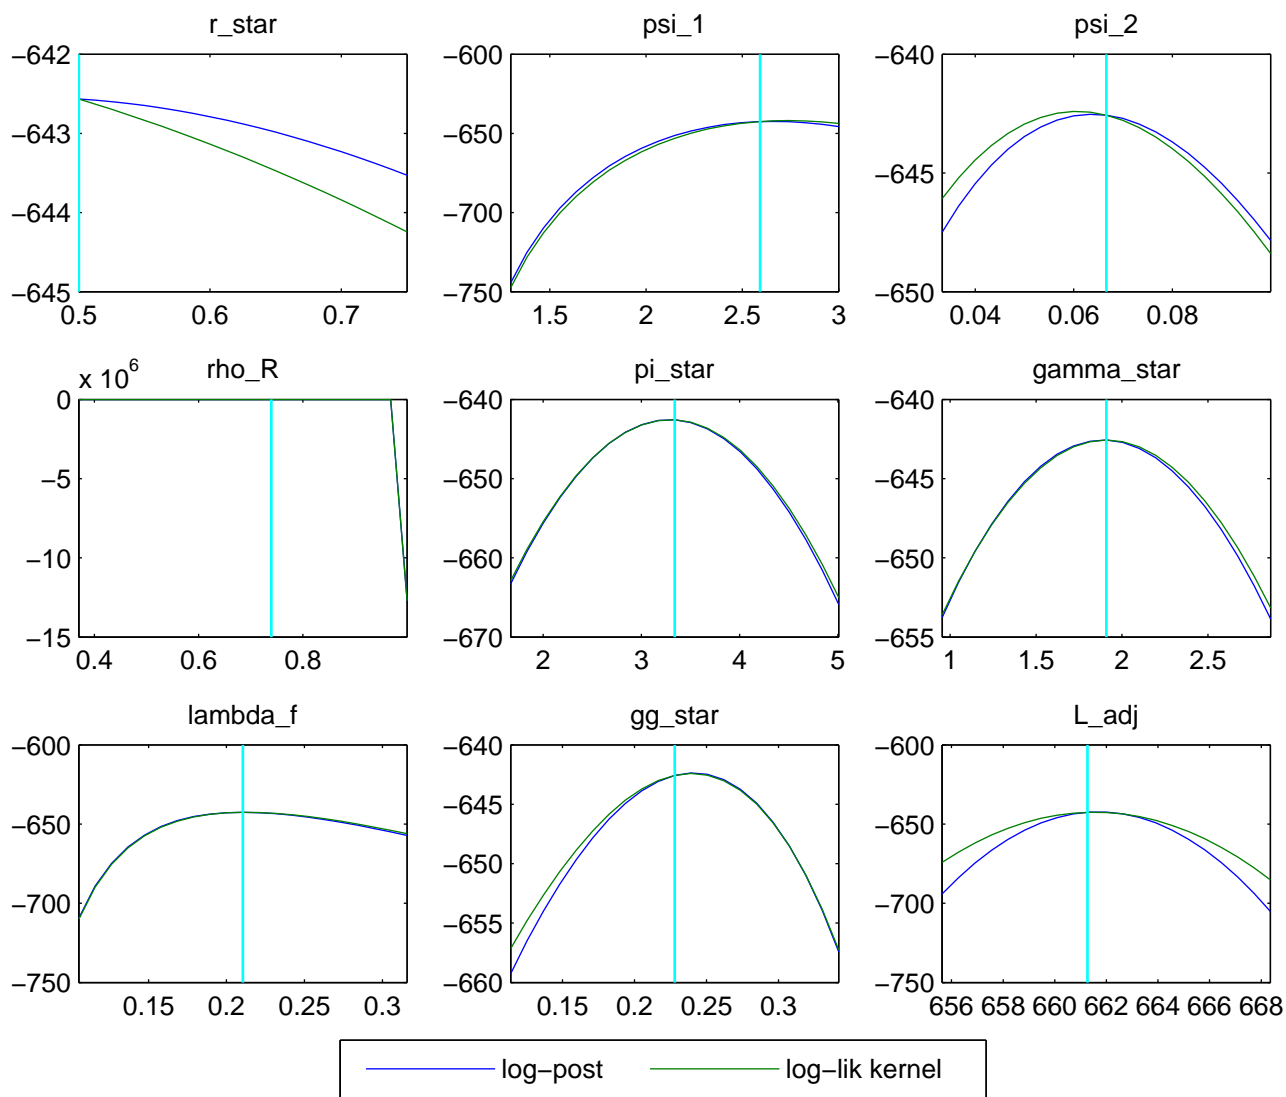 r_star psi_1 psi_2
−642 −600 −640
−643 −650
−644 −700 −645
−645 −750 −650
0.5 0.6 0.7 1.5 2 2.5 3 0.04 0.06 0.08
x 10^6 rho_R pi_star gamma_star
0 −640 −640
−5 −650 −645
−10 −660 −650
−15 −670 −655
0.4 0.6 0.8 2 3 4 5 1 1.5 2 2.5
lambda_f gg_star L_adj
−600 −640 −600
−645
−650 −650 −650
−700 −655 −700
−750 −660 −750
0.15 0.2 0.25 0.3 0.15 0.2 0.25 0.3 656 658 660 662 664 666 668
log−post log−lik kernel